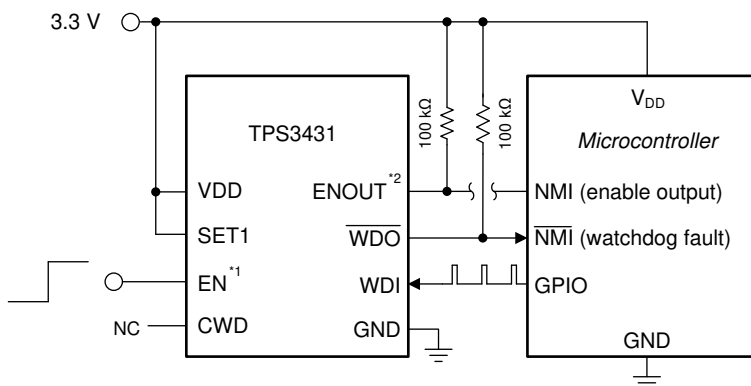 3.3 V
100 kΩ
100 kΩ
V_DD
TPS3431
Microcontroller
VDD
ENOUT*2
NMI (enable output)
SET1
WDO
NMI (watchdog fault)
EN*1
WDI
GPIO
NC
CWD
GND
GND